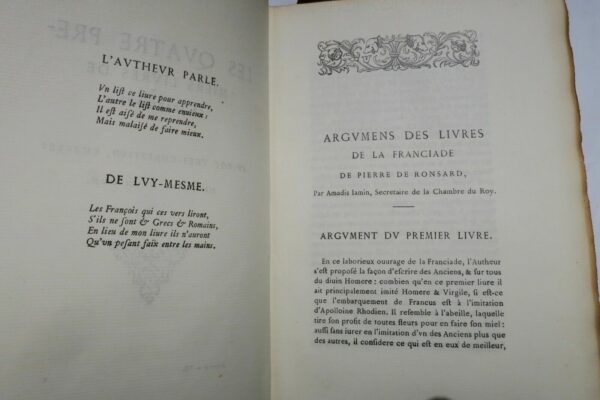 L'AVTHEVR PARLE.
Vn list ce liure pour apprendre,
L'autre le list comme enuieux :
Il est aisé de me reprendre,
Mais malaisé de faire mieux.
DE LVY-MESME.
Les François qui ces vers liront,
S'ils ne sont & Grecs & Romains,
En lieu de mon liure ils n'auront
Qu'vn pesant faix entre les mains.
ARGVMENS DES LIVRES
DE LA FRANCIADE
DE PIERRE DE RONSARD,
Par Amadis Iamin, Secretaire de la Chambre du Roy.
ARGVMENT DV PREMIER LIVRE.
En ce laborieux ouurage de la Franciade, l'Autheur
s'est proposé la façon d'escrire des Anciens, & sur tous
du diuin Homere : combien qu'en ce premier liure il
ait principalement imité Homere & Virgile, si est-ce
que l'embarquement de Francus est à l'imitation
d'Apolloine Rhodien. Il resemble à l'abeille, laquelle
tire son profit de toutes fleurs pour en faire son miel :
aussi sans iurer en l'imitation d'vn des Anciens plus que
des autres, il considere ce qui est en eux de meilleur,